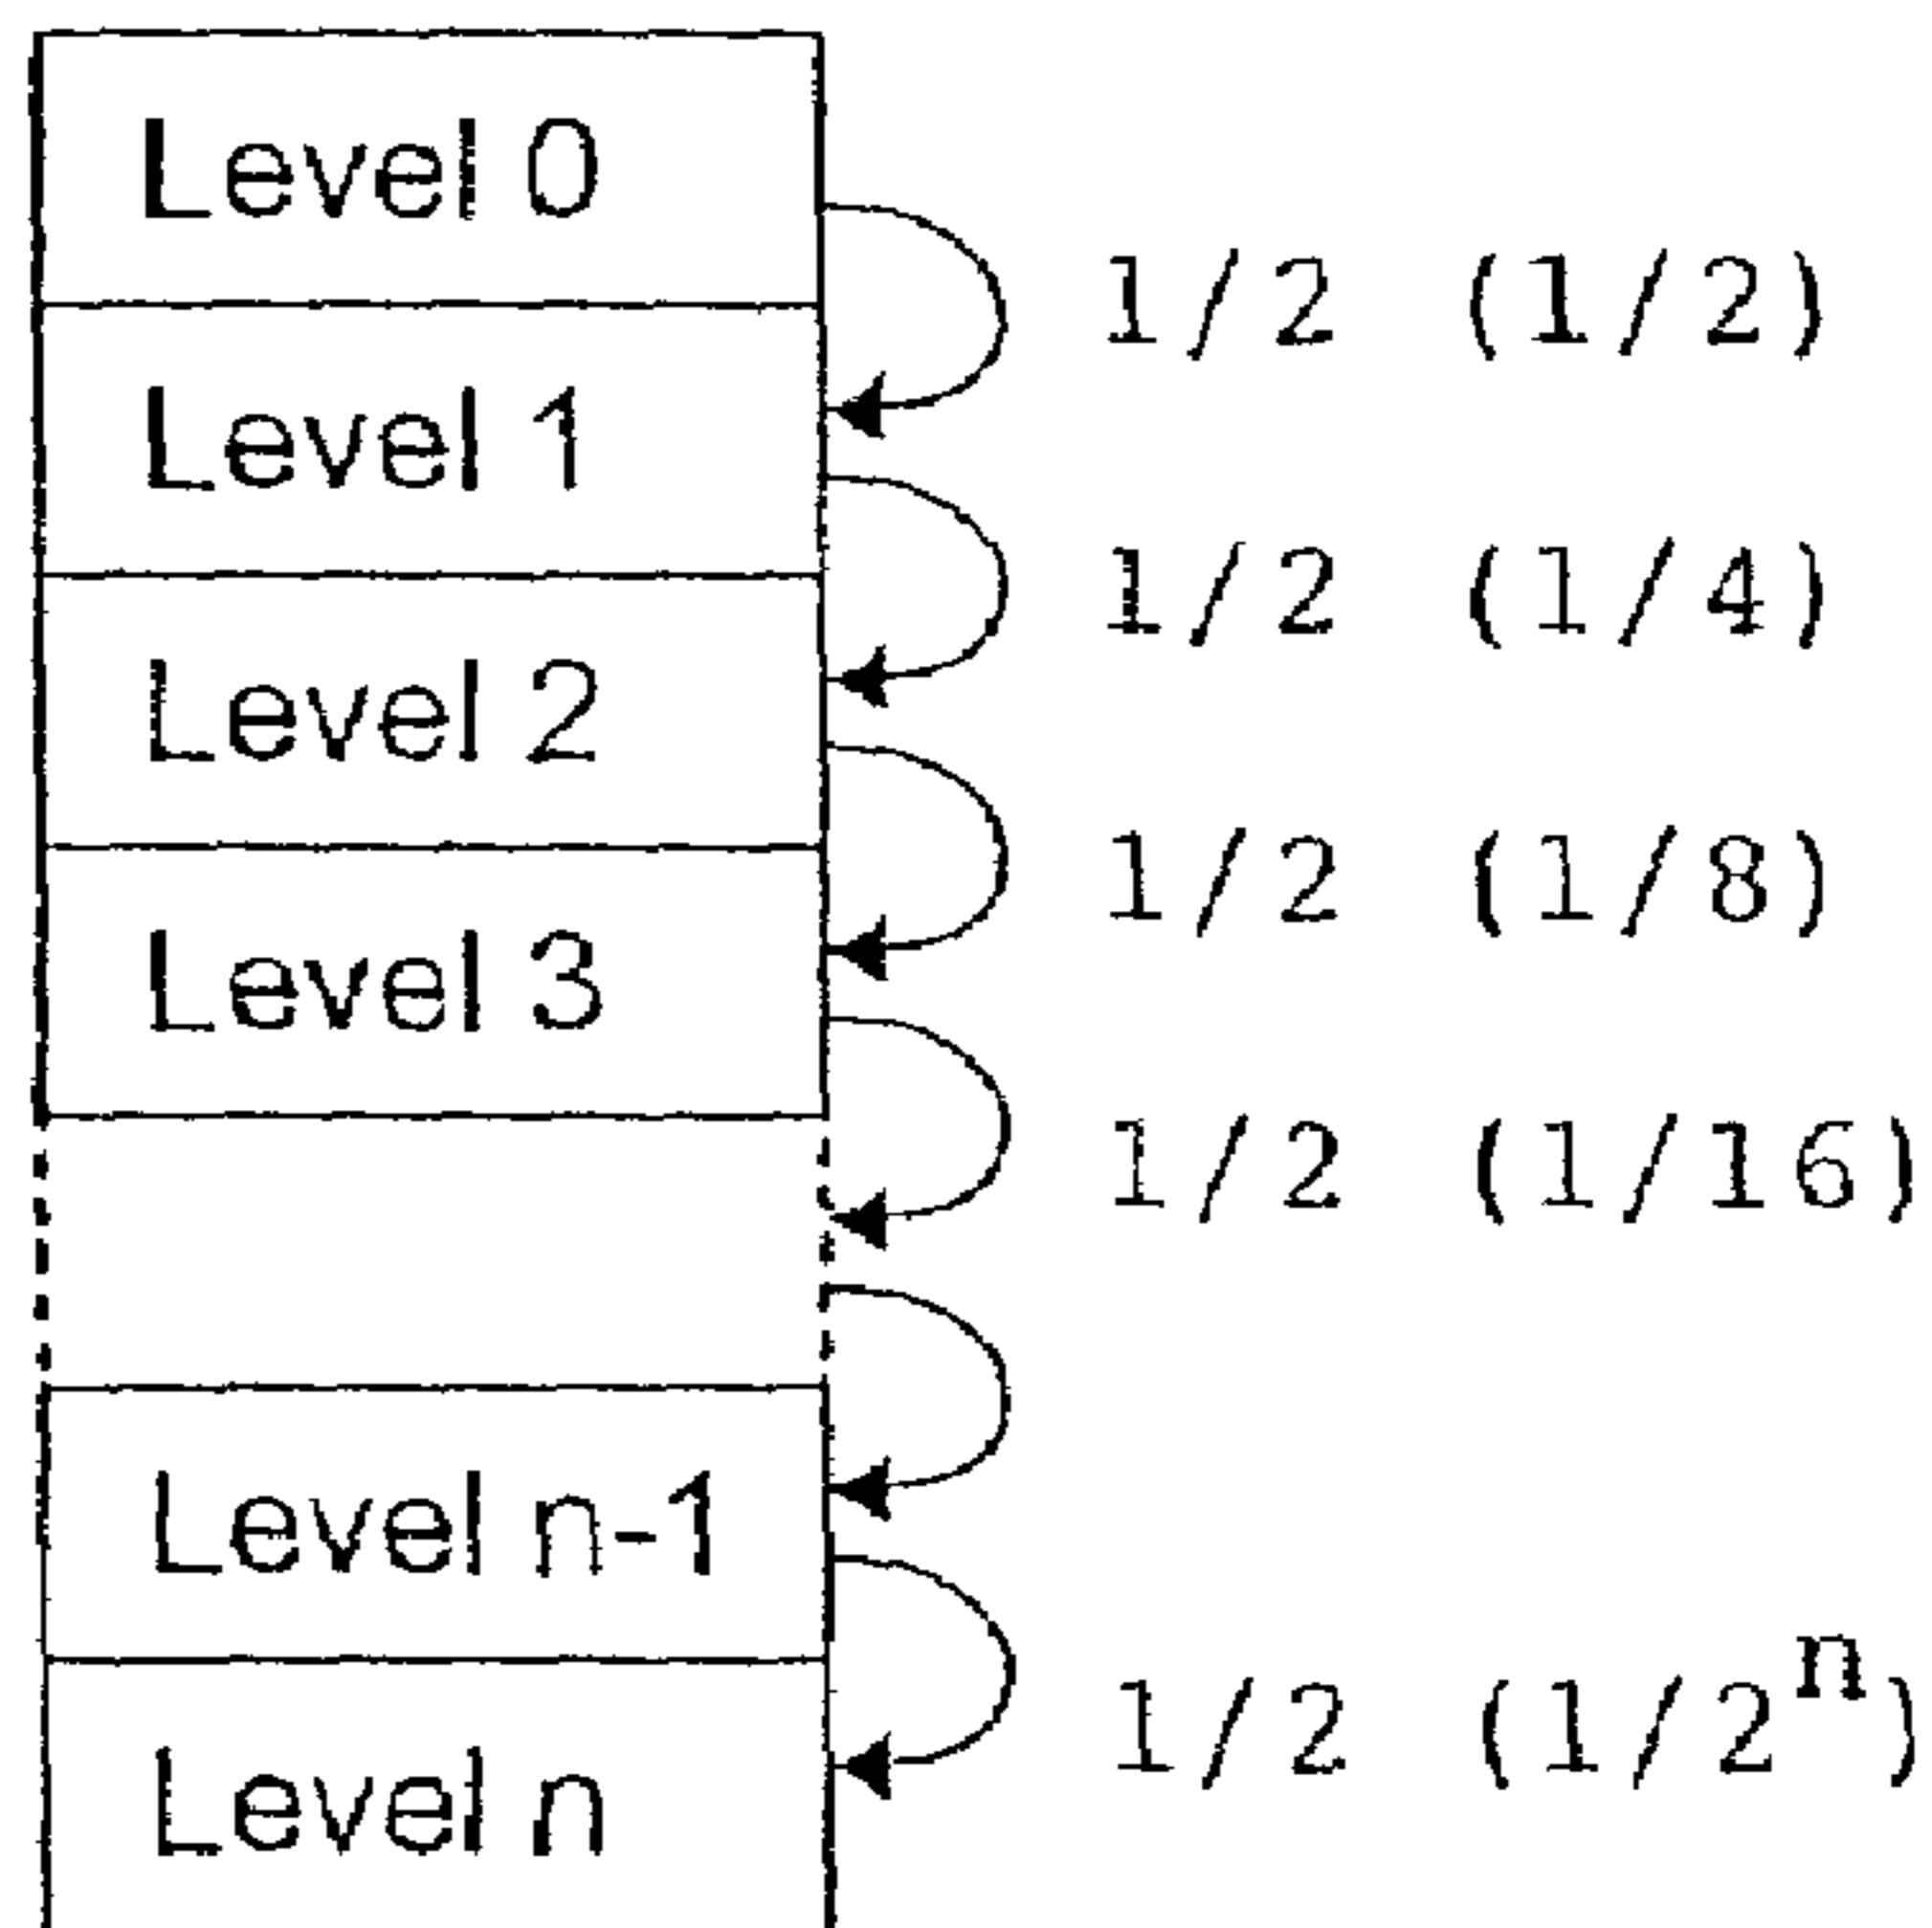 Level 0
1/2 (1/2)
Level 1
1/2 (1/4)
Level 2
1/2 (1/8)
Level 3
1/2 (1/16)
Level n-1
1/2 (1/2ⁿ)
Level n